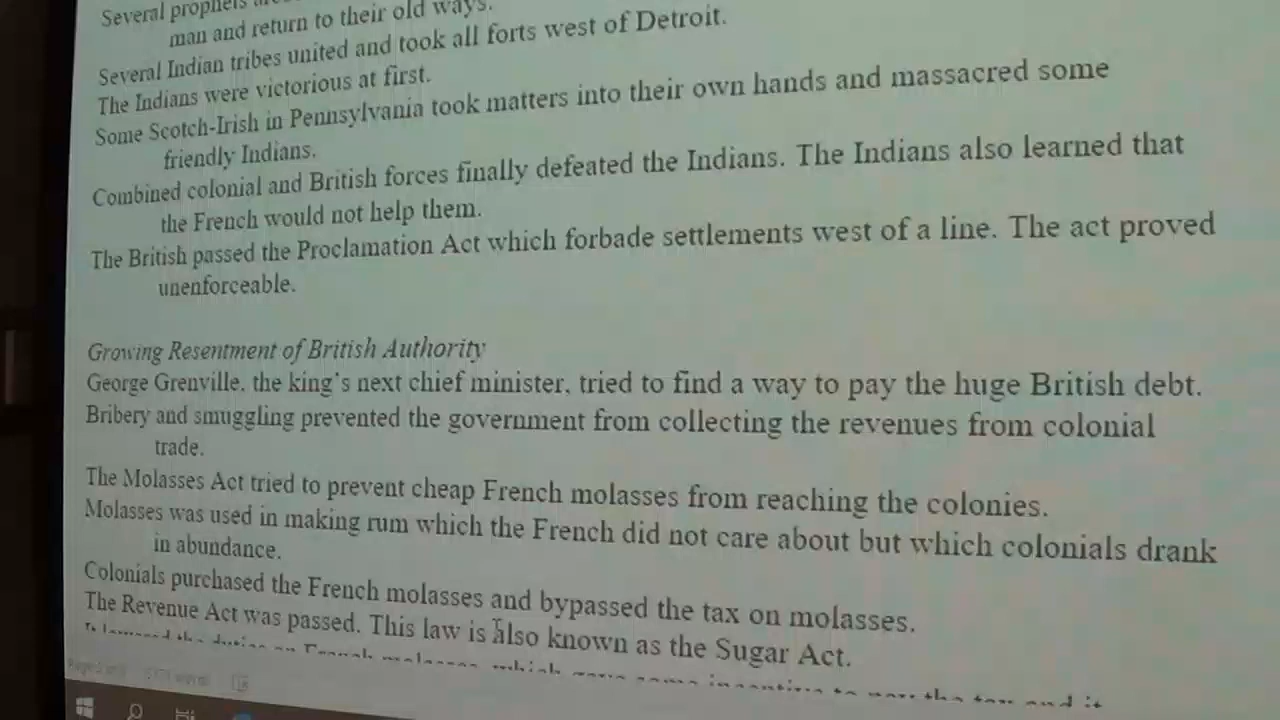 Several prophets
man and return to their old ways.
Several Indian tribes united and took all forts west of Detroit.
The Indians were victorious at first.
Some Scotch-Irish in Pennsylvania took matters into their own hands and massacred some
friendly Indians.
Combined colonial and British forces finally defeated the Indians. The Indians also learned that
the French would not help them.
The British passed the Proclamation Act which forbade settlements west of a line. The act proved
unenforceable.
Growing Resentment of British Authority
George Grenville, the king's next chief minister, tried to find a way to pay the huge British debt.
Bribery and smuggling prevented the government from collecting the revenues from colonial
trade.
The Molasses Act tried to prevent cheap French molasses from reaching the colonies.
Molasses was used in making rum which the French did not care about but which colonials drank
in abundance.
Colonials purchased the French molasses and bypassed the tax on molasses.
The Revenue Act was passed. This law is also known as the Sugar Act.